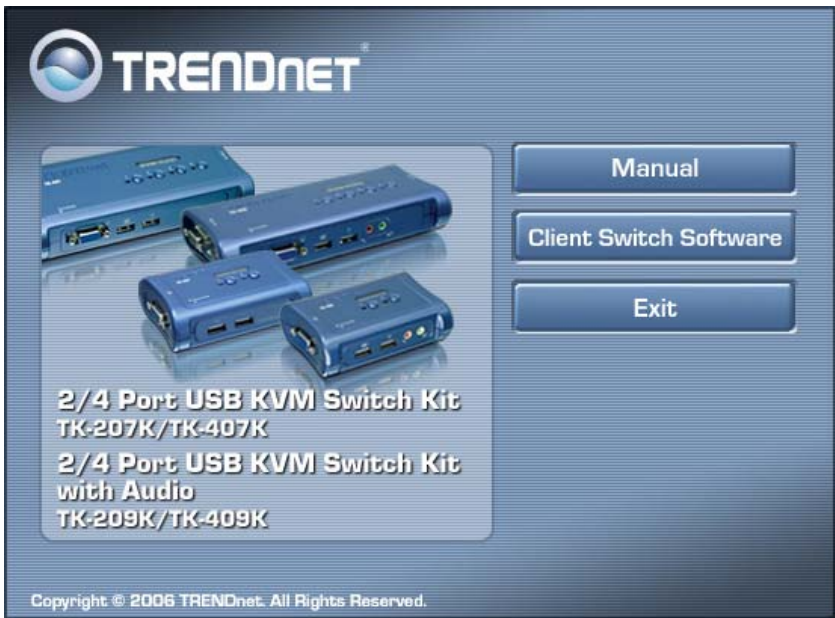 TRENDNET®
Manual
Client Switch Software
Exit
2/4 Port USB KVM Switch Kit
TK-207K/TK-407K
2/4 Port USB KVM Switch Kit
with Audio
TK-209K/TK-409K
Copyright © 2006 TRENDnet. All Rights Reserved.